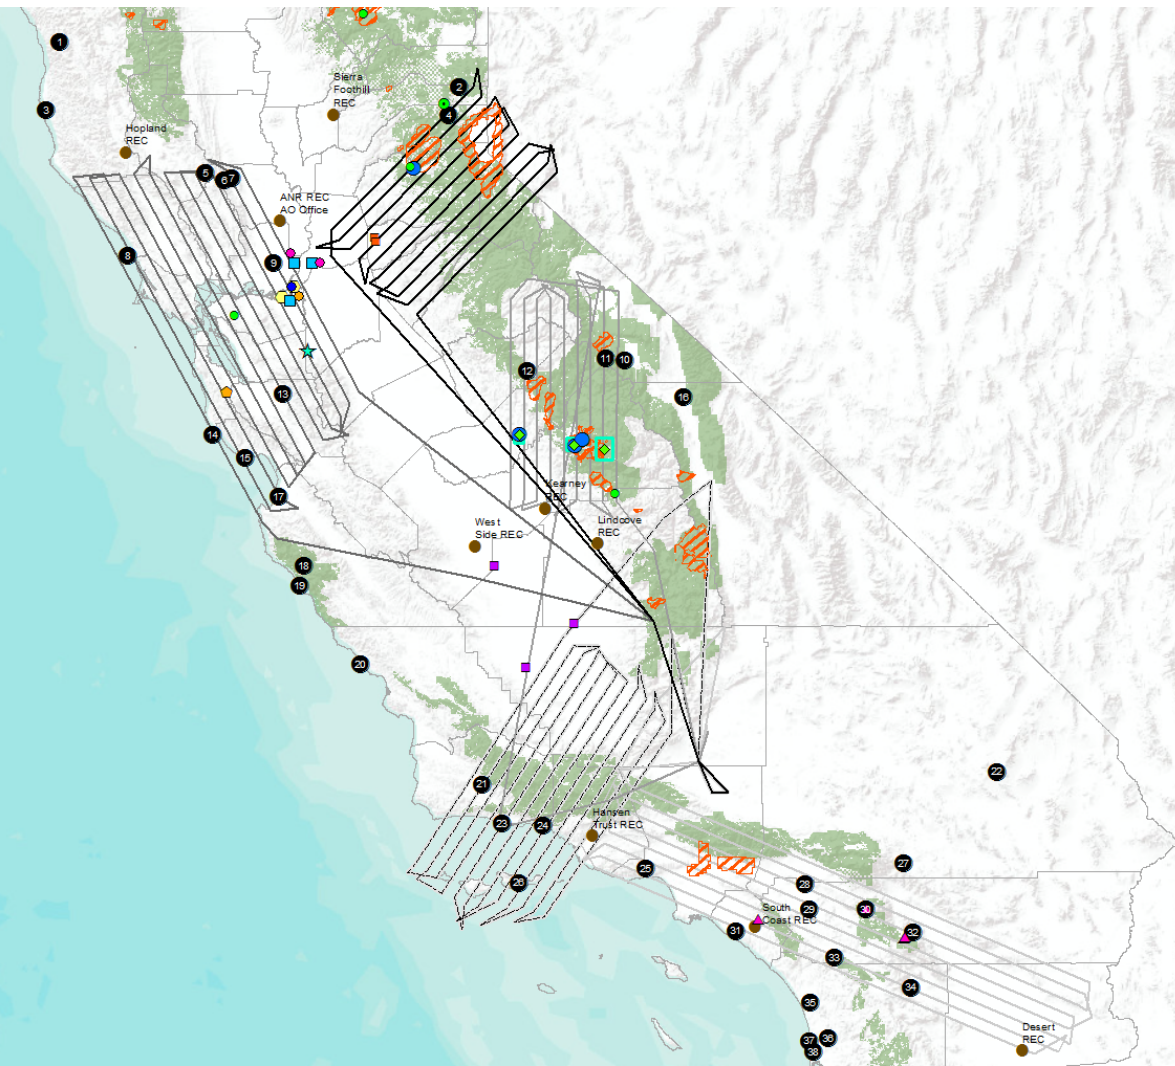 1
Sierra
Foothill
REC
2
3
4
Hopland
REC
5
6
7
ANR REC
AO Office
8
9
11
10
12
16
13
14
15
Kearney
REC
17
West
Side REC
Lindcove
REC
18
19
20
22
21
Hansen
Trust REC
23
24
27
25
26
28
South
Coast REC
29
30
31
32
33
34
35
Desert
REC
36
37
38